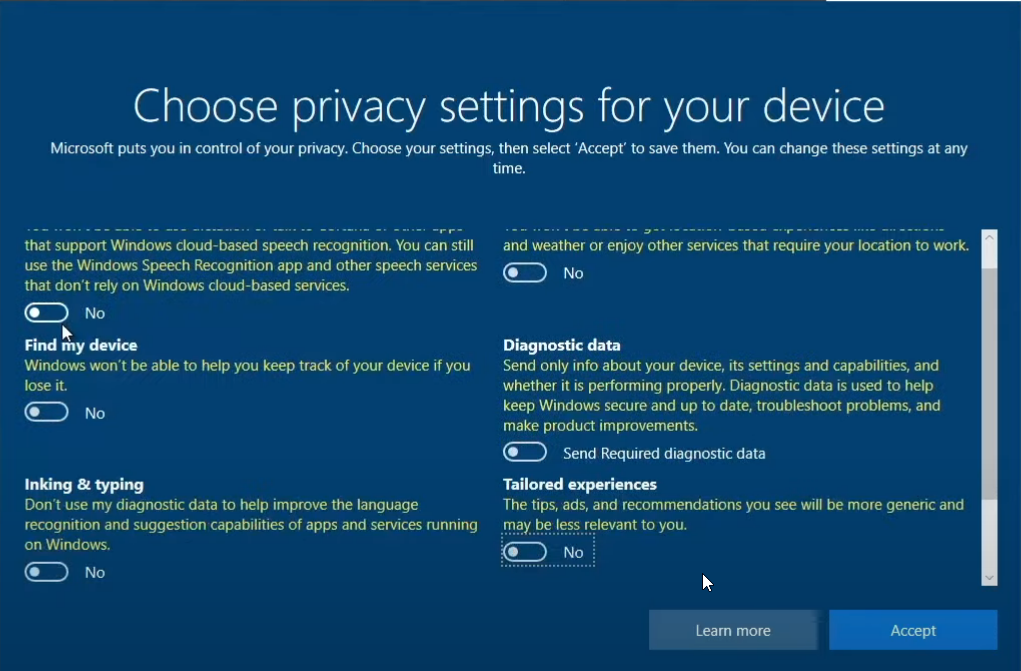 Choose privacy settings for your device
Microsoft puts you in control of your privacy. Choose your settings, then select ‘Accept’ to save them. You can change these settings at any
time.
that support Windows cloud-based speech recognition. You can still
use the Windows Speech Recognition app and other speech services
that don't rely on Windows cloud-based services.
No
and weather or enjoy other services that require your location to work.
No
Find my device
Windows won't be able to help you keep track of your device if you
lose it.
No
Diagnostic data
Send only info about your device, its settings and capabilities, and
whether it is performing properly. Diagnostic data is used to help
keep Windows secure and up to date, troubleshoot problems, and
make product improvements.
Send Required diagnostic data
Inking & typing
Don't use my diagnostic data to help improve the language
recognition and suggestion capabilities of apps and services running
on Windows.
No
Tailored experiences
The tips, ads, and recommendations you see will be more generic and
may be less relevant to you.
No
Learn more
Accept